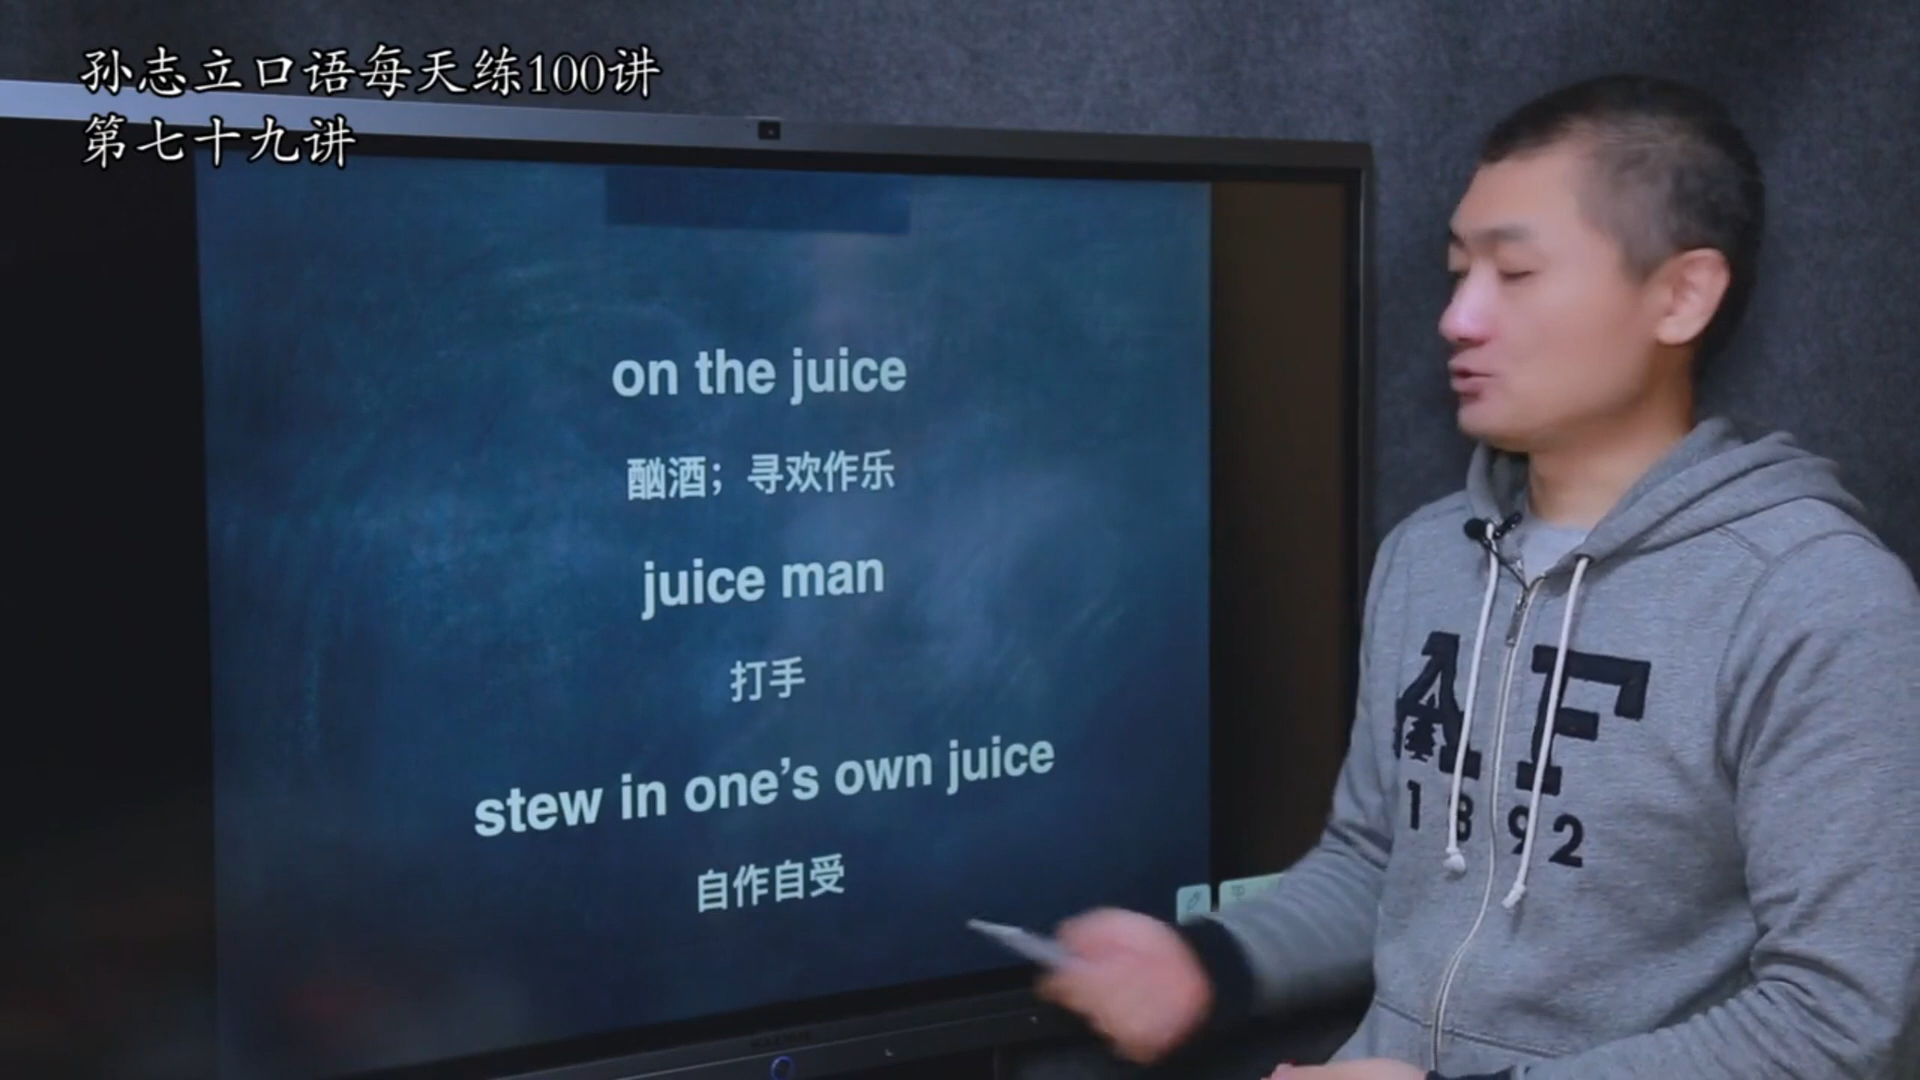 孙志立口语每天练100讲
第七十九讲
on the juice
酗酒；寻欢作乐
juice man
打手
stew in one’s own juice
自作自受
AF
1892